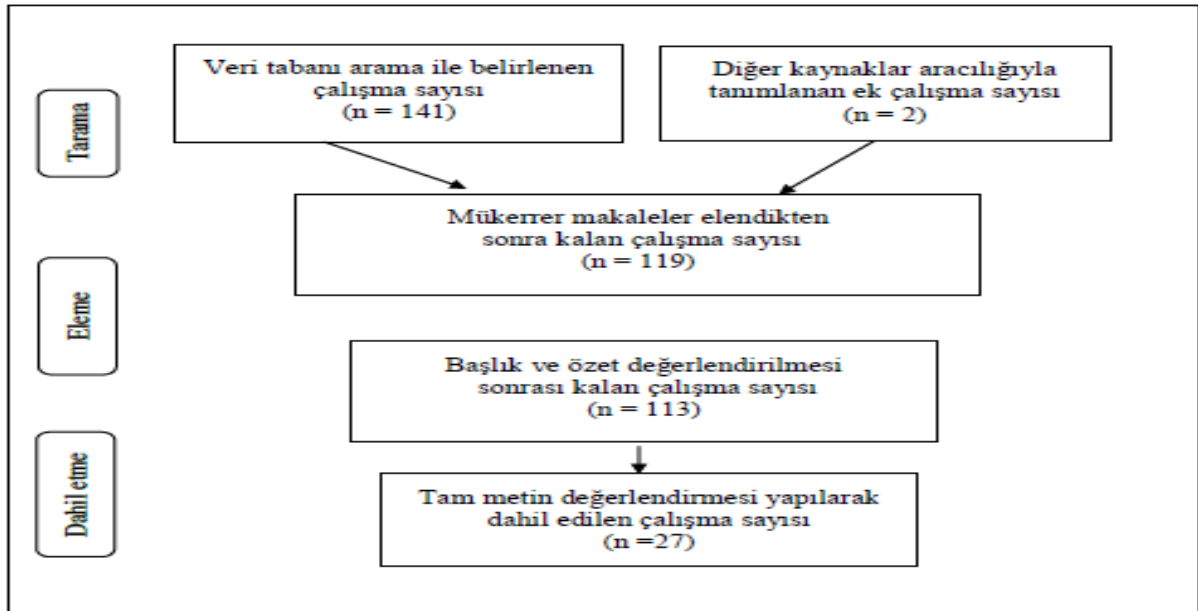 Veri tabanı arama ile belirlenen
çalışma sayısı
(n = 141)
Diğer kaynaklar aracılığıyla
tanımlanan ek çalışma sayısı
(n = 2)
Tarama
Mükerrer makaleler elendikten
sonra kalan çalışma sayısı
(n = 119)
Eleme
Başlık ve özet değerlendirilmesi
sonrası kalan çalışma sayısı
(n = 113)
Dahil etme
Tam metin değerlendirmesi yapılarak
dahil edilen çalışma sayısı
(n =27)